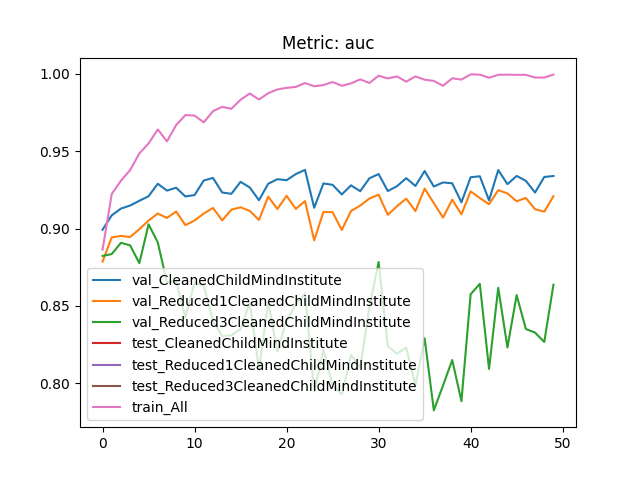 Metric: auc
1.00
0.95
0.90
0.85
0.80
val_CleanedChildMindInstitute
val_Reduced1CleanedChildMindInstitute
val_Reduced3CleanedChildMindInstitute
test_CleanedChildMindInstitute
test_Reduced1CleanedChildMindInstitute
test_Reduced3CleanedChildMindInstitute
train_All
0 10 20 30 40 50